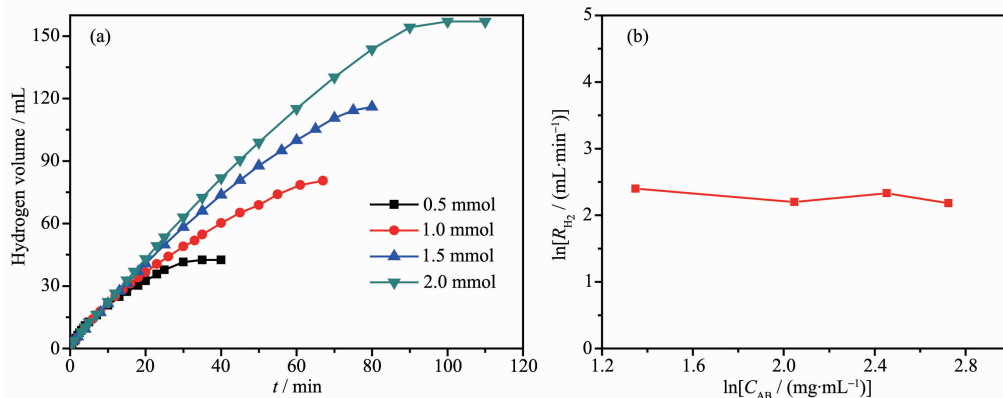 (a)
Hydrogen volume / mL
150
120
90
60
30
0
0 20 40 60 80 100 120
t / min
0.5 mmol
1.0 mmol
1.5 mmol
2.0 mmol
(b)
ln[R_H₂ / (mL·min⁻¹)]
5
4
3
2
1
0
1.2 1.6 2.0 2.4 2.8
ln[C_AB / (mg·mL⁻¹)]